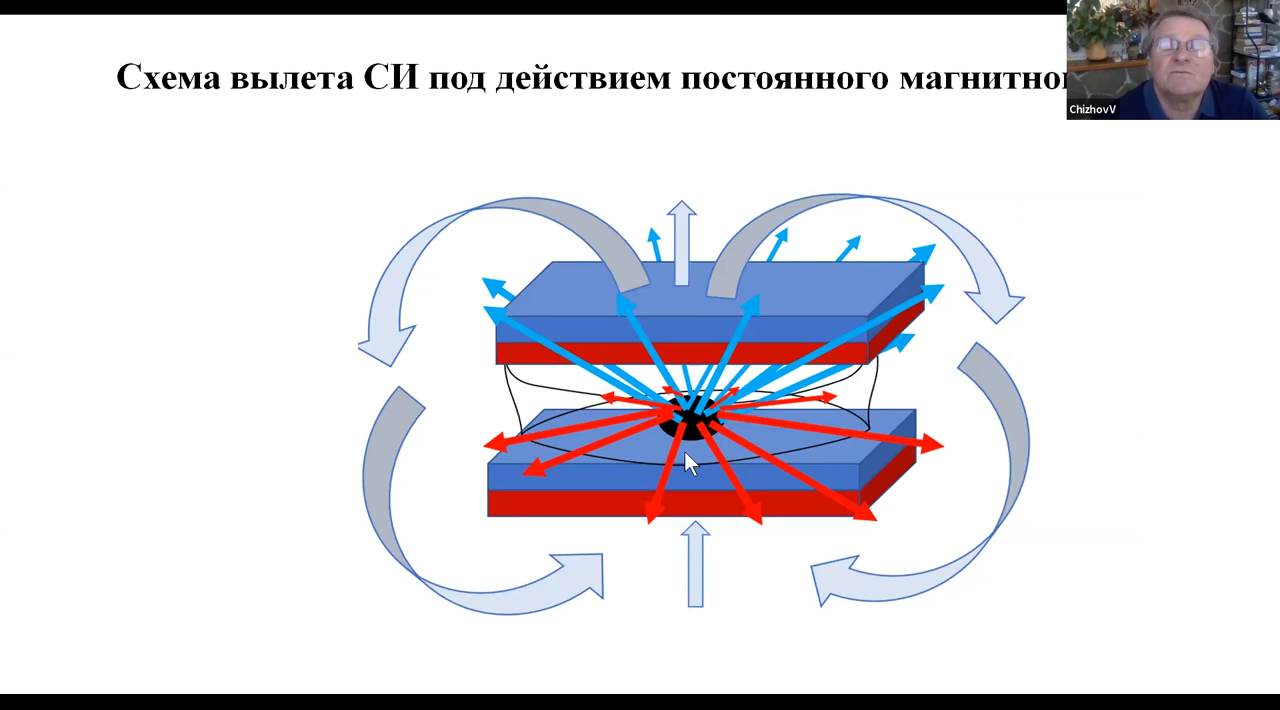 Схема вылета СИ под действием постоянного магнитно
ChizhovV